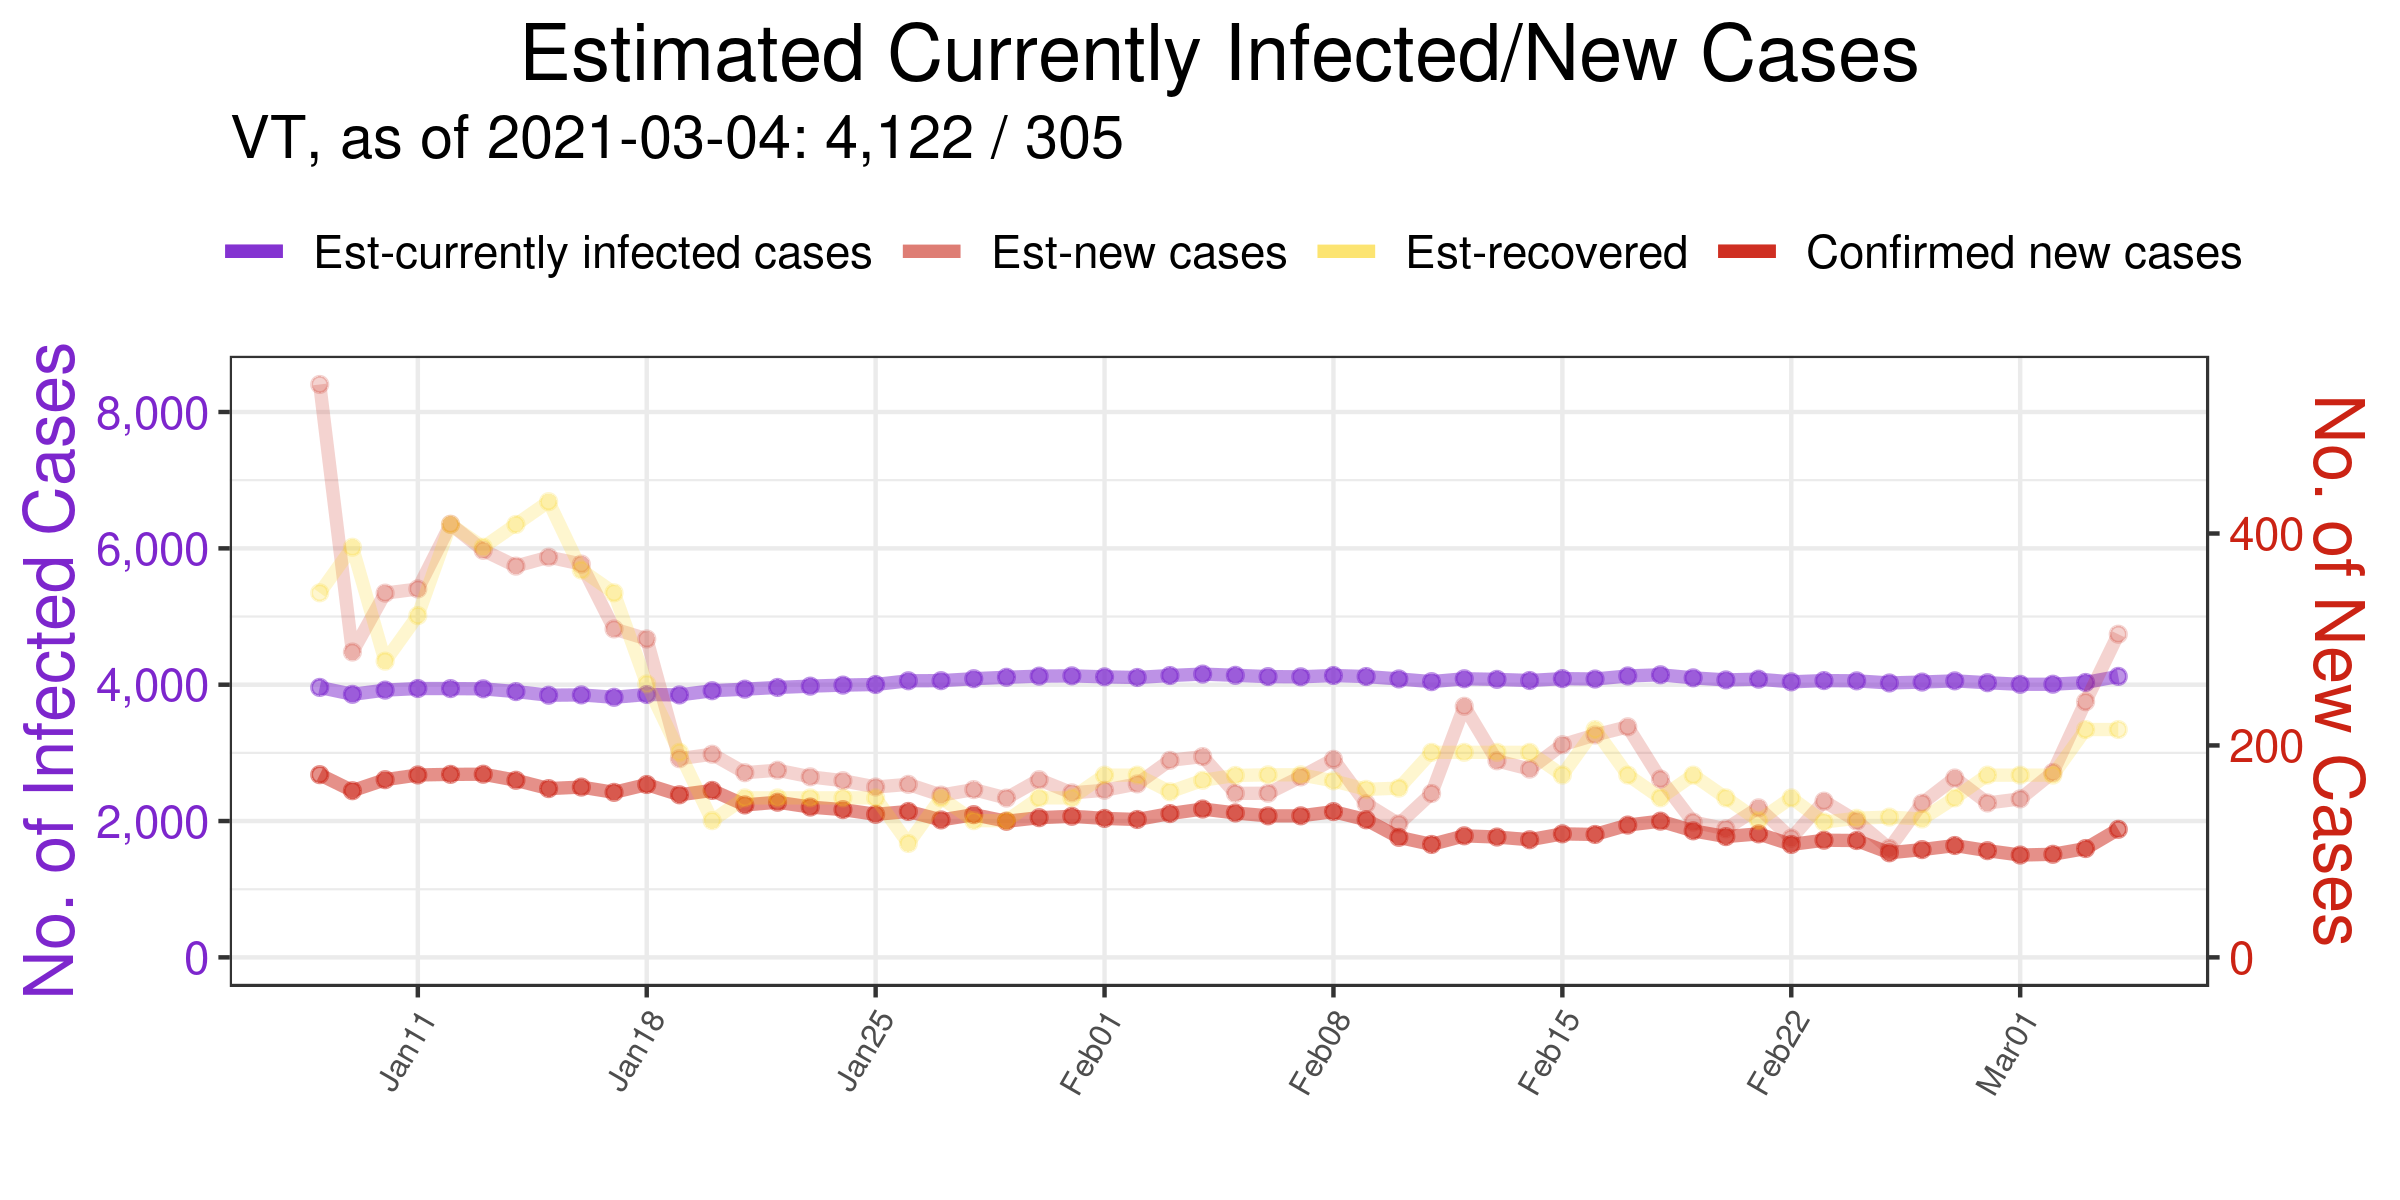 Estimated Currently Infected/New Cases
VT, as of 2021-03-04: 4,122 / 305
Est-currently infected cases
Est-new cases
Est-recovered
Confirmed new cases
No. of Infected Cases
8,000
6,000
4,000
2,000
0
No. of New Cases
400
200
0
Jan11
Jan18
Jan25
Feb01
Feb08
Feb15
Feb22
Mar01